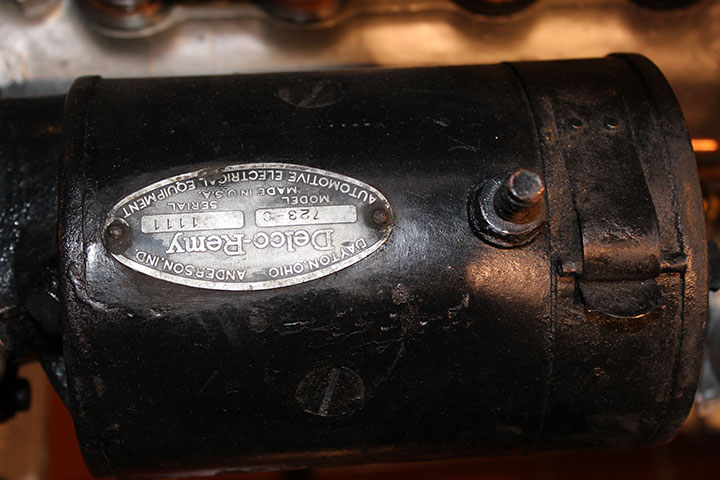 DAYTON, OHIO ANDERSON, IND
Delco-Remy
723- 1111
MODEL SERIAL
MADE IN U.S.A.
AUTOMOTIVE ELECTRICAL EQUIPMENT